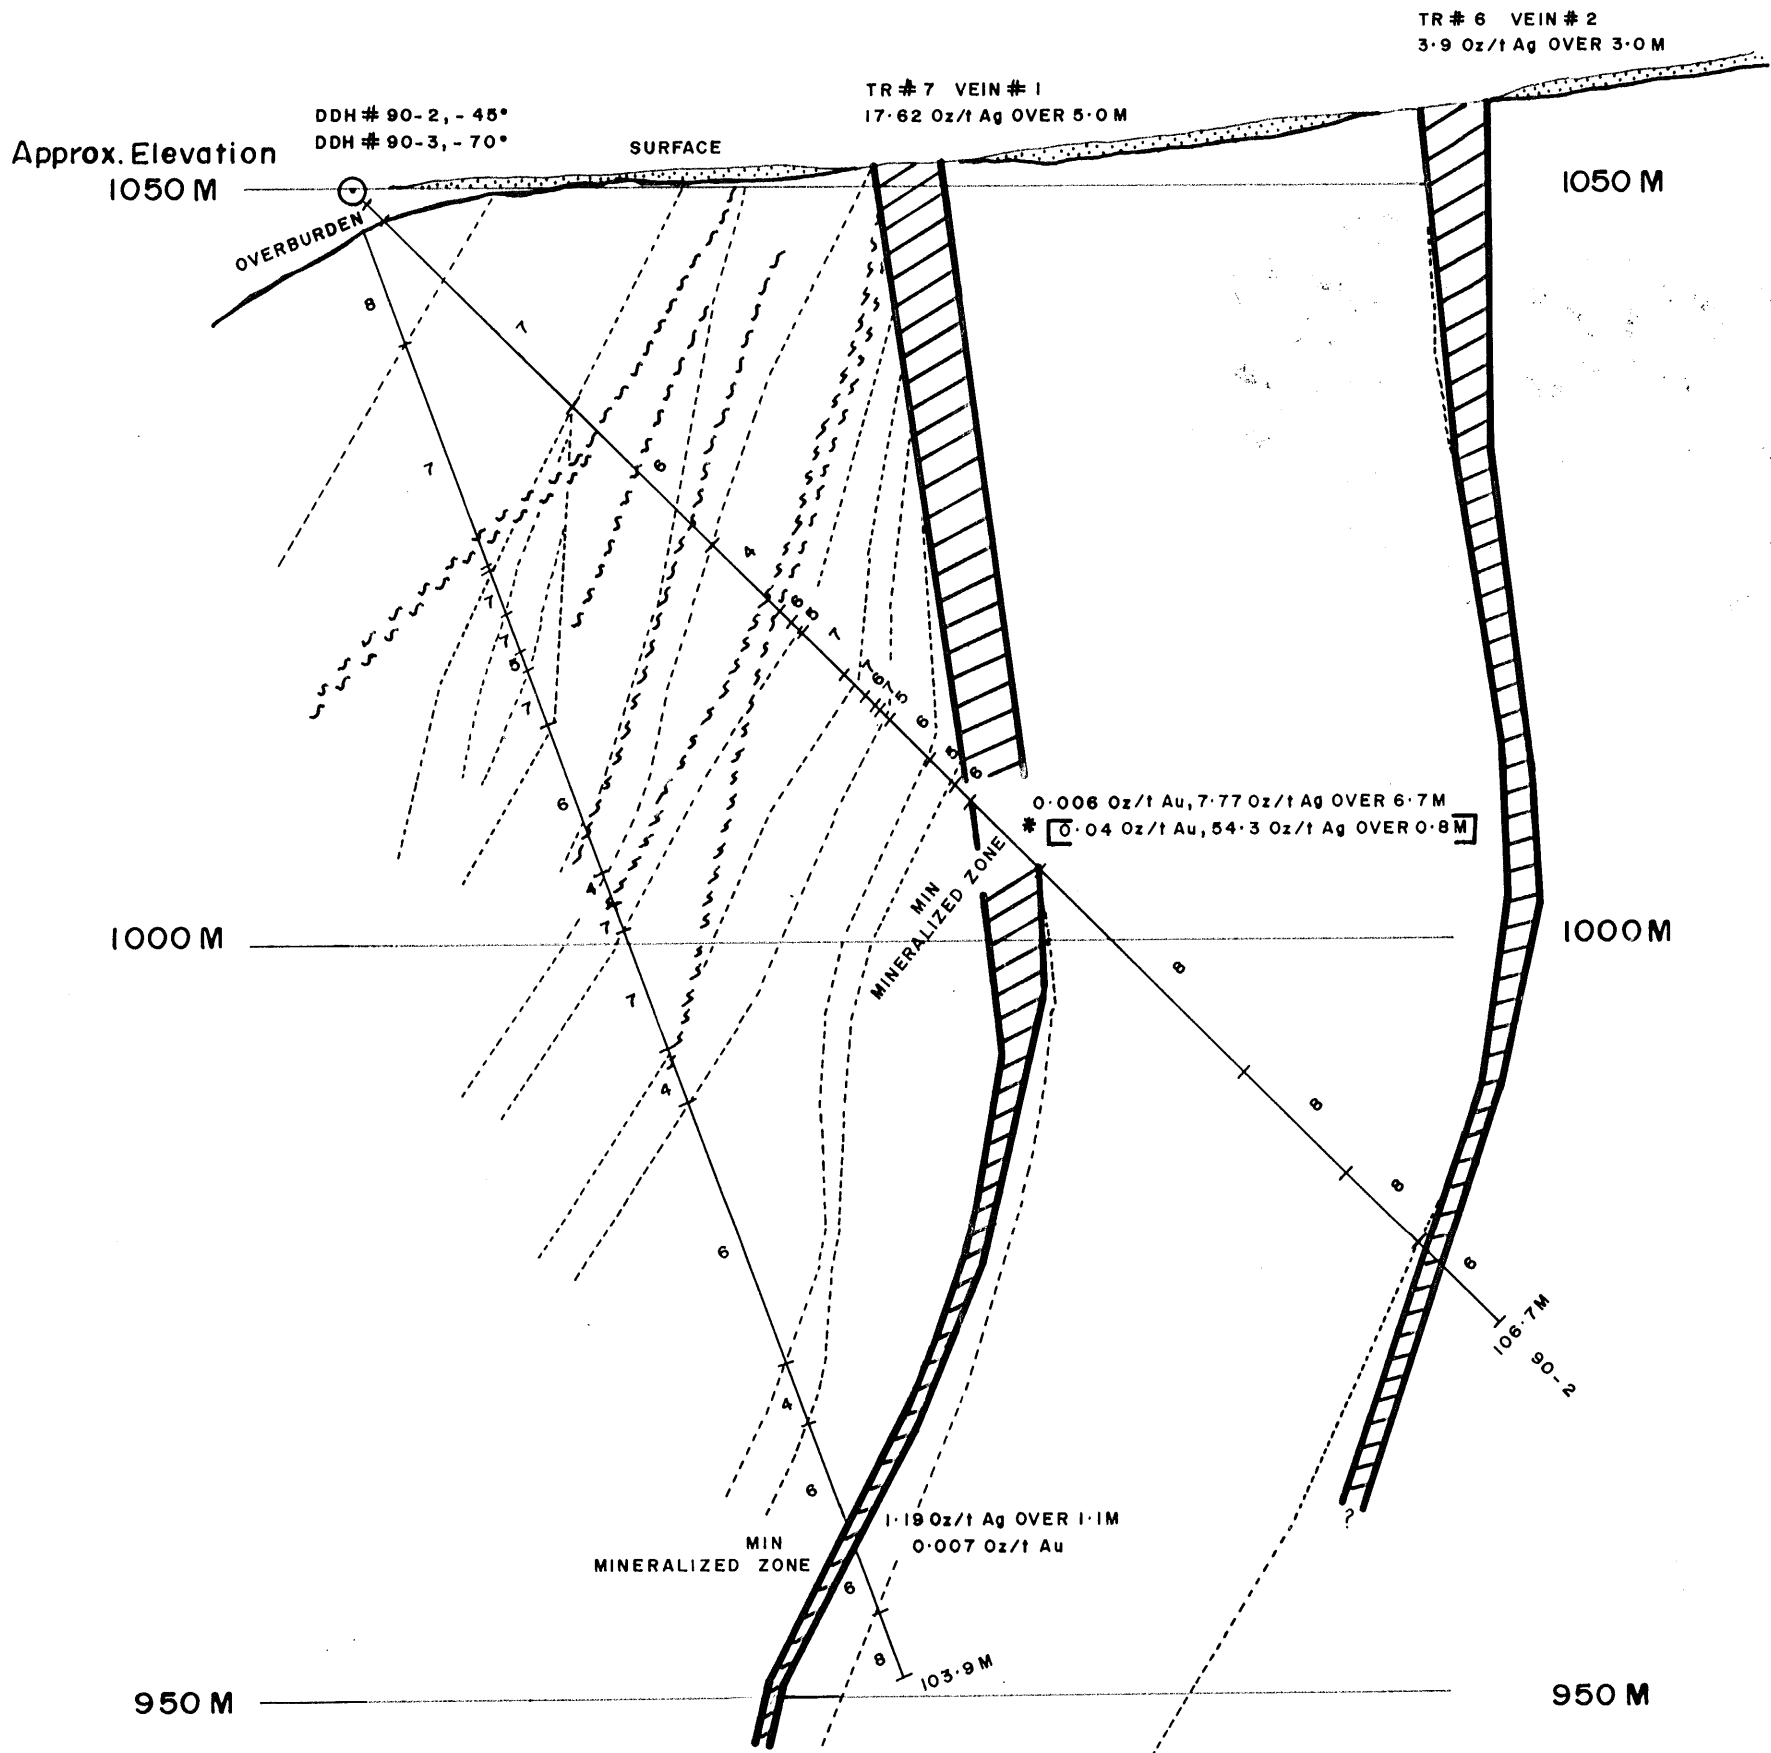 TR # 6 VEIN # 2
3.9 Oz/t Ag OVER 3.0 M
TR # 7 VEIN # 1
17.62 Oz/t Ag OVER 5.0 M
DDH # 90-2, -45°
DDH # 90-3, -70°
SURFACE
Approx. Elevation
1050 M
1050 M
OVERBURDEN
8
7
7
6
4
7
7
5
7
6
5
7
7
6
7
5
6
5
6
6
0.006 Oz/t Au, 7.77 Oz/t Ag OVER 6.7 M
* [0.04 Oz/t Au, 54.3 Oz/t Ag OVER 0.8 M]
MIN
MINERALIZED ZONE
4
7
1000 M
1000 M
8
7
4
8
8
6
6
106.7 M
90-2
4
6
1.19 Oz/t Ag OVER 1.1 M
0.007 Oz/t Au
?
MIN
MINERALIZED ZONE
6
8
103.9 M
950 M
950 M